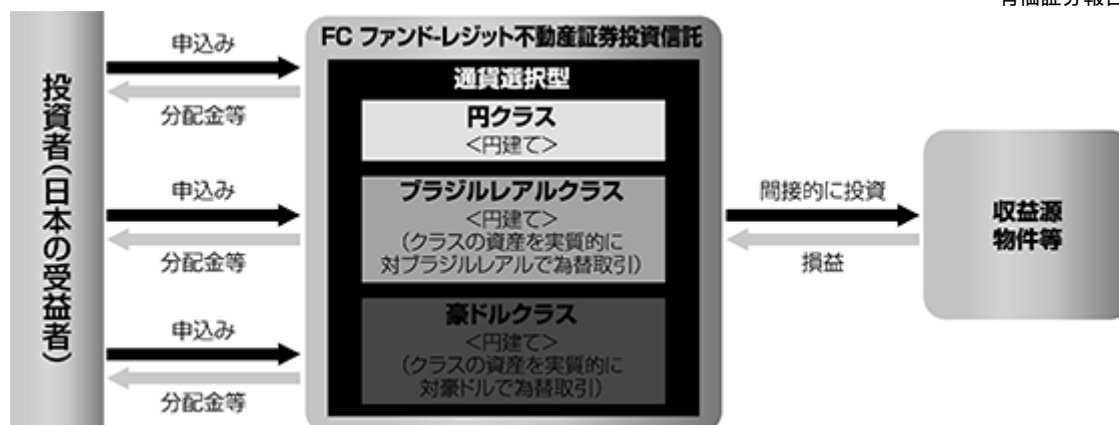 投資者(日本の受益者)
申込み
分配金等
申込み
分配金等
申込み
分配金等
FC ファンド-レジット不動産証券投資信託
通貨選択型
円クラス
<円建て>
ブラジルレアルクラス
<円建て>
(クラスの資産を実質的に
対ブラジルレアルで為替取引)
豪ドルクラス
<円建て>
(クラスの資産を実質的に
対豪ドルで為替取引)
間接的に投資
損益
収益源
物件等